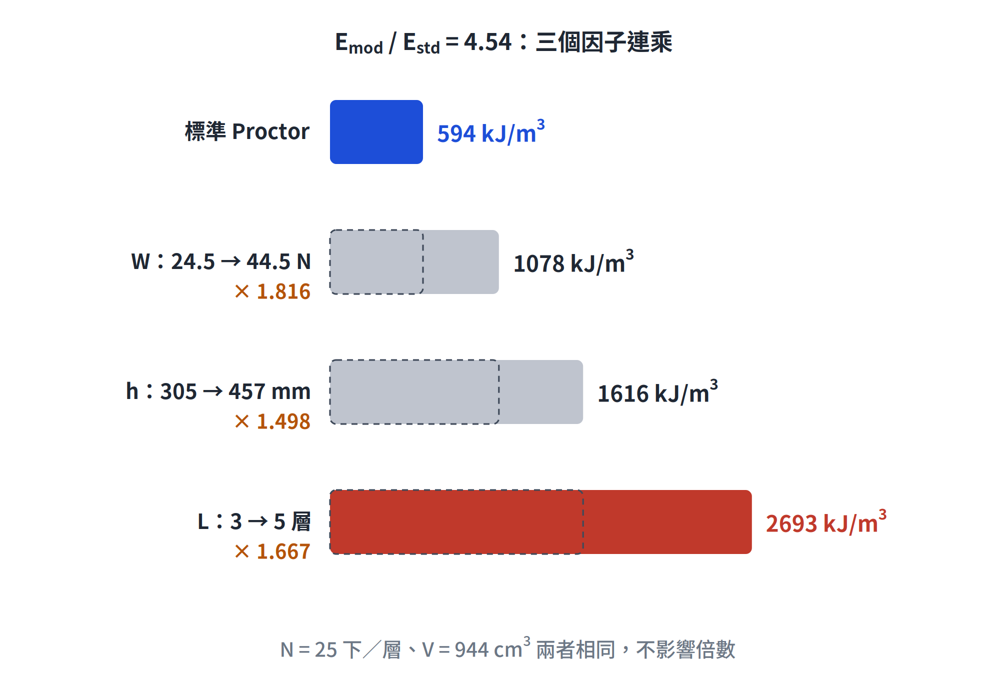 E_mod / E_std = 4.54：三個因子連乘
標準 Proctor
594 kJ/m³
W：24.5 → 44.5 N
× 1.816
1078 kJ/m³
h：305 → 457 mm
× 1.498
1616 kJ/m³
L：3 → 5 層
× 1.667
2693 kJ/m³
N = 25 下／層、V = 944 cm³ 兩者相同，不影響倍數